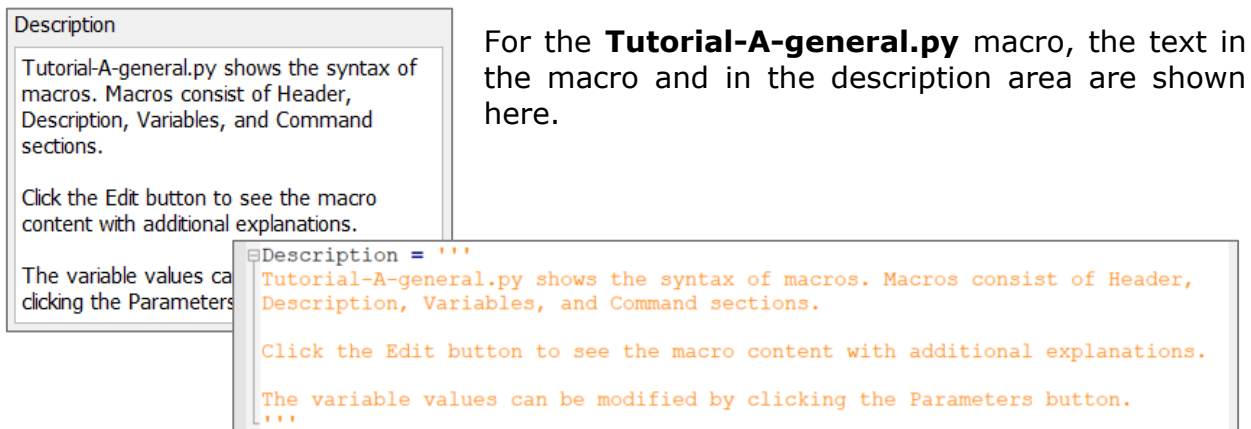 Description
Tutorial-A-general.py shows the syntax of
macros. Macros consist of Header,
Description, Variables, and Command
sections.
Click the Edit button to see the macro
content with additional explanations.
The variable values ca
clicking the Parameters
For the Tutorial-A-general.py macro, the text in
the macro and in the description area are shown
here.
Description = '''
Tutorial-A-general.py shows the syntax of macros. Macros consist of Header,
Description, Variables, and Command sections.
Click the Edit button to see the macro content with additional explanations.
The variable values can be modified by clicking the Parameters button.
'''